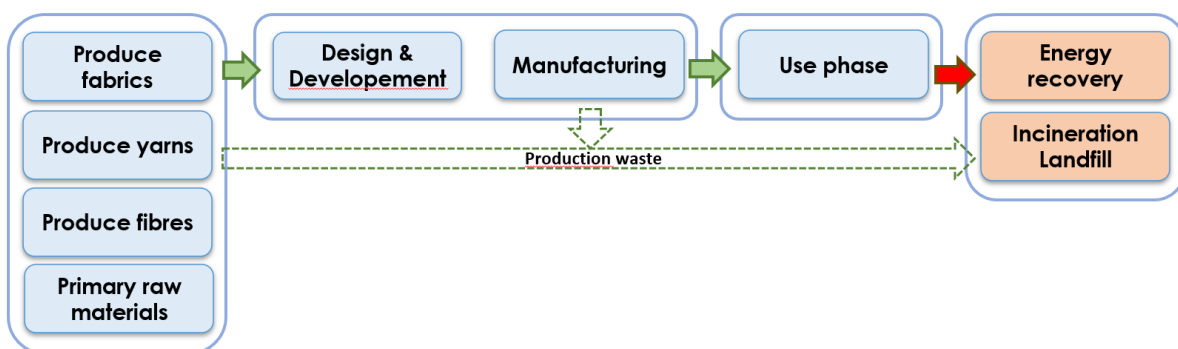 Produce
fabrics
Produce yarns
Produce fibres
Primary raw
materials
Design &
Developement
Manufacturing
Use phase
Energy
recovery
Incineration
Landfill
Production waste